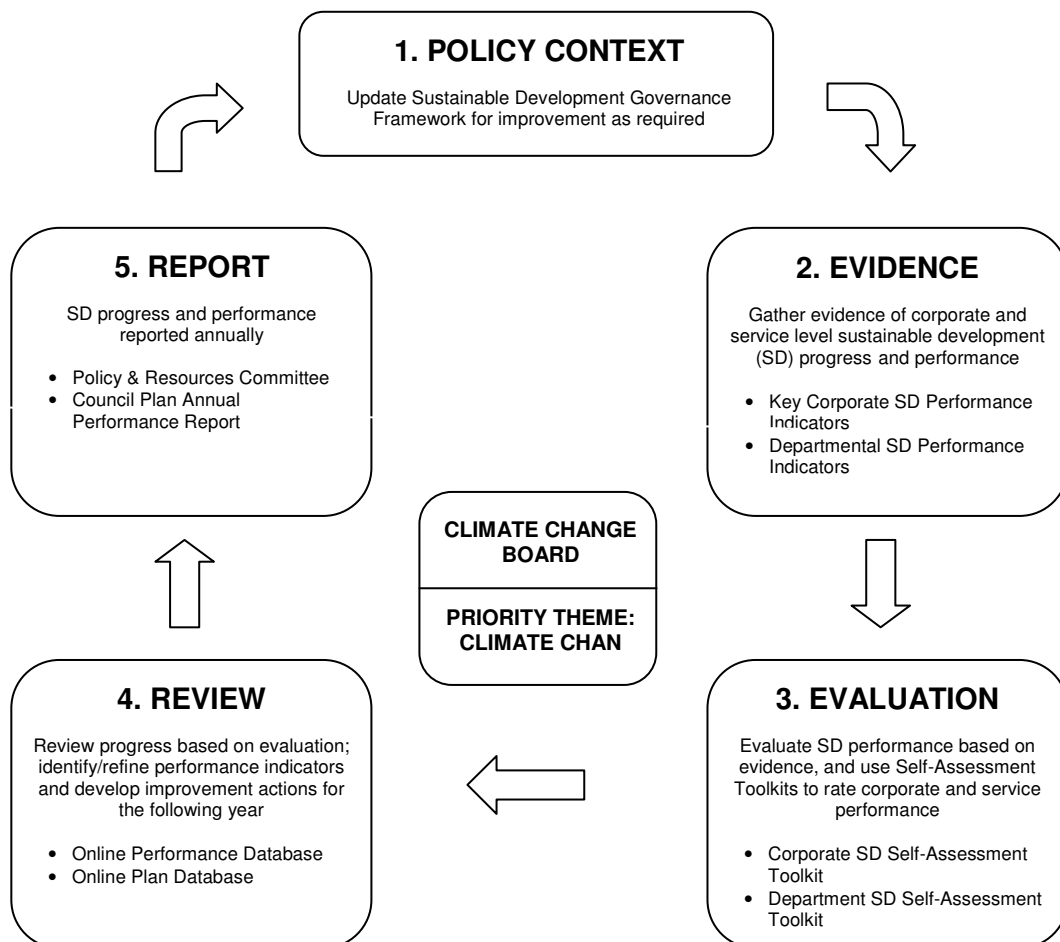 1. POLICY CONTEXT
Update Sustainable Development Governance
Framework for improvement as required
2. EVIDENCE
Gather evidence of corporate and
service level sustainable development
(SD) progress and performance
• Key Corporate SD Performance
Indicators
• Departmental SD Performance
Indicators
3. EVALUATION
Evaluate SD performance based on
evidence, and use Self-Assessment
Toolkits to rate corporate and service
performance
• Corporate SD Self-Assessment
Toolkit
• Department SD Self-Assessment
Toolkit
4. REVIEW
Review progress based on evaluation;
identify/refine performance indicators
and develop improvement actions for
the following year
• Online Performance Database
• Online Plan Database
5. REPORT
SD progress and performance
reported annually
• Policy & Resources Committee
• Council Plan Annual
Performance Report
CLIMATE CHANGE
BOARD
PRIORITY THEME:
CLIMATE CHAN